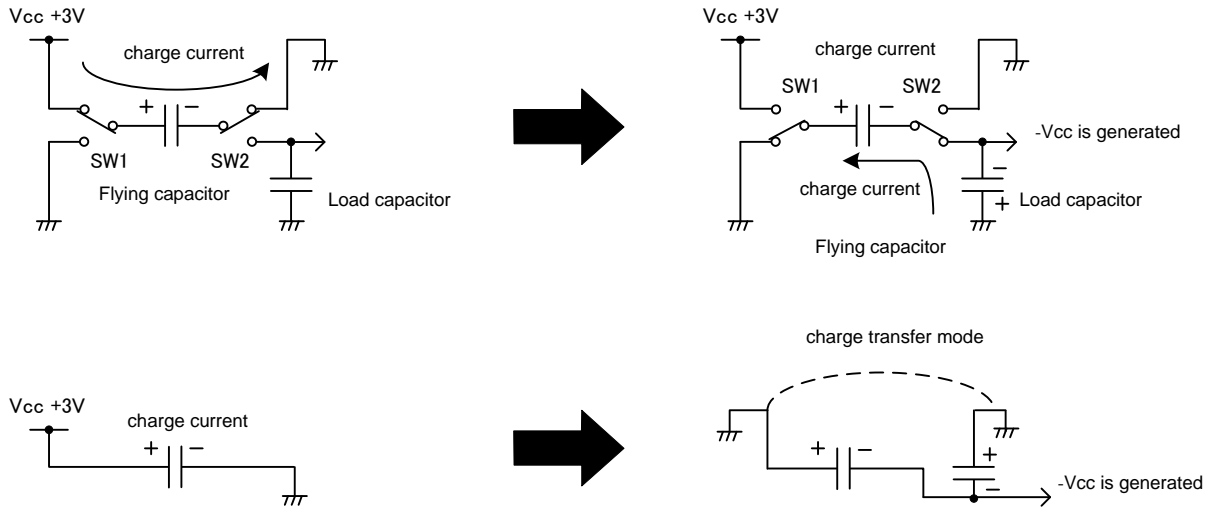 Vcc +3V
charge current
+ −
SW1
SW2
Flying capacitor
Load capacitor
Vcc +3V
charge current
SW1
SW2
+ −
-Vcc is generated
charge current
−
+
Load capacitor
Flying capacitor
Vcc +3V
charge current
+ −
charge transfer mode
+ −
+
−
-Vcc is generated